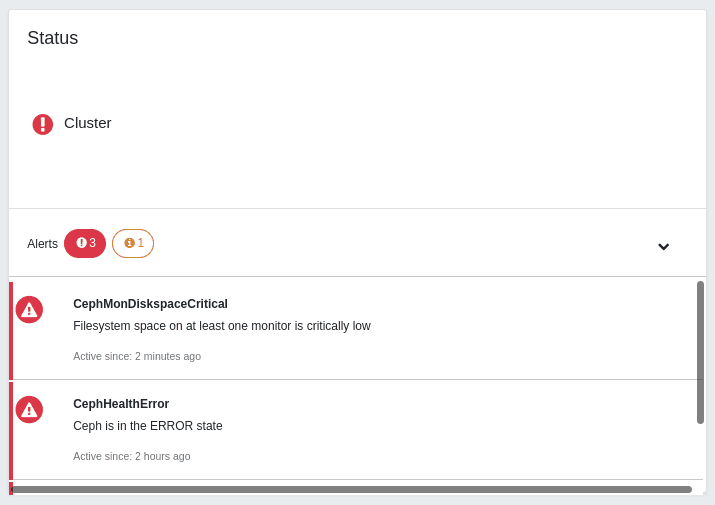 Status
Cluster
Alerts 3 1
CephMonDiskspaceCritical
Filesystem space on at least one monitor is critically low
Active since: 2 minutes ago
CephHealthError
Ceph is in the ERROR state
Active since: 2 hours ago